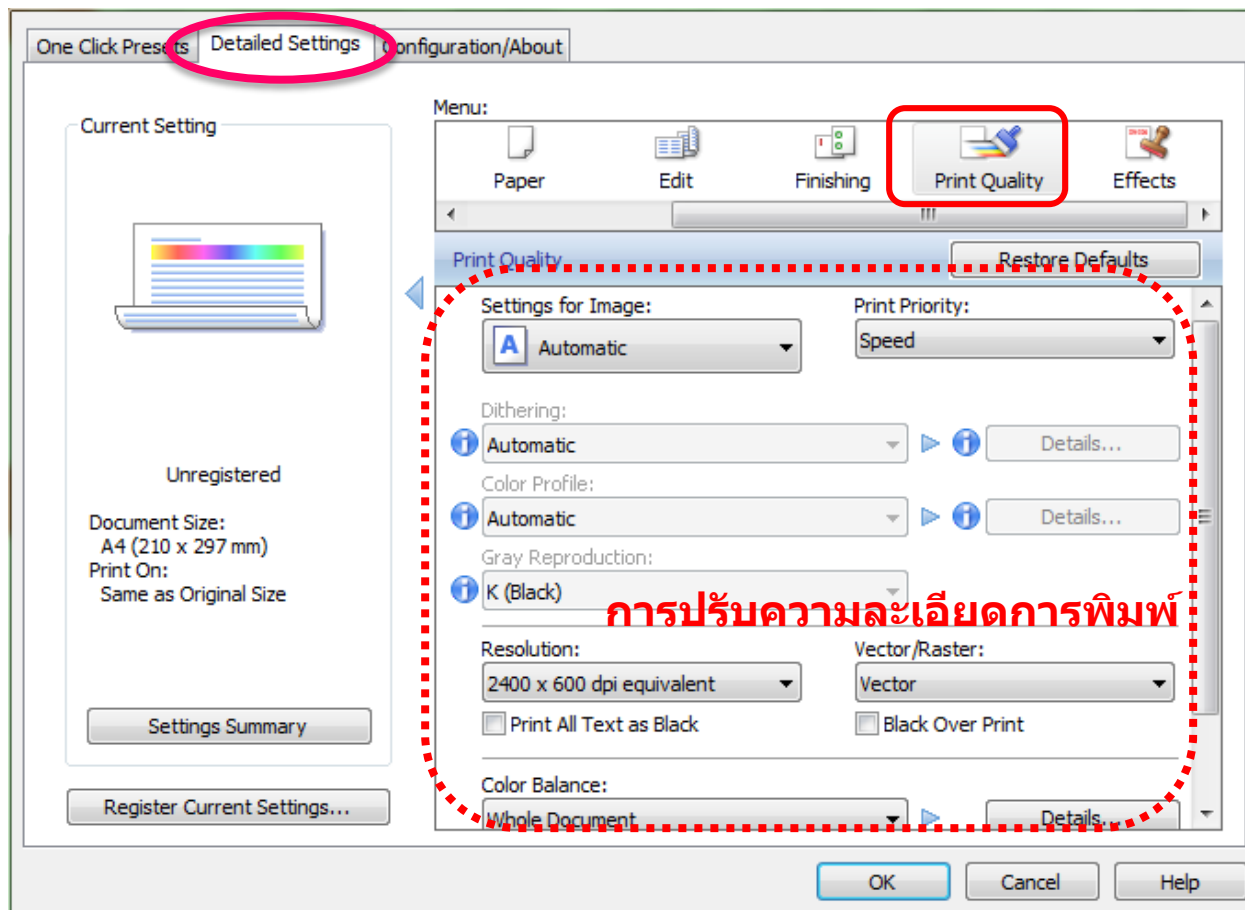 One Click Presets
Detailed Settings
Configuration/About
Current Setting
Unregistered
Document Size:
A4 (210 x 297 mm)
Print On:
Same as Original Size
Settings Summary
Register Current Settings...
Menu:
Paper
Edit
Finishing
Print Quality
Effects
Print Quality
Restore Defaults
Settings for Image:
Print Priority:
A
Automatic
Speed
Dithering:
Automatic
Details...
Color Profile:
Automatic
Details...
Gray Reproduction:
K (Black)
การปรับความละเอียดการพิมพ์
Resolution:
Vector/Raster:
2400 x 600 dpi equivalent
Vector
Print All Text as Black
Black Over Print
Color Balance:
Whole Document
Details...
OK
Cancel
Help